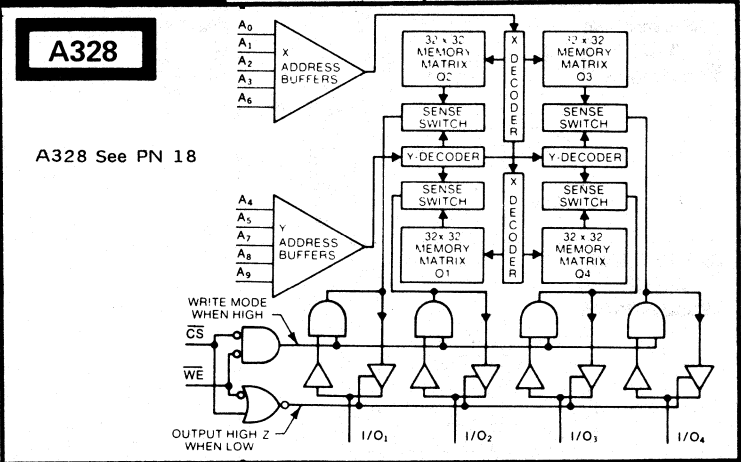 A328
A328 See PN 18
A0
A1
A2
A3
A6
X
ADDRESS
BUFFERS
32 x 32
MEMORY
MATRIX
Q2
X DECODER
32 x 32
MEMORY
MATRIX
Q3
SENSE
SWITCH
SENSE
SWITCH
Y-DECODER
Y-DECODER
SENSE
SWITCH
X DECODER
SENSE
SWITCH
A4
A5
A7
A8
A9
Y
ADDRESS
BUFFERS
32 x 32
MEMORY
MATRIX
Q1
32 x 32
MEMORY
MATRIX
Q4
WRITE MODE
WHEN HIGH
CS
WE
OUTPUT HIGH Z
WHEN LOW
I/O1
I/O2
I/O3
I/O4